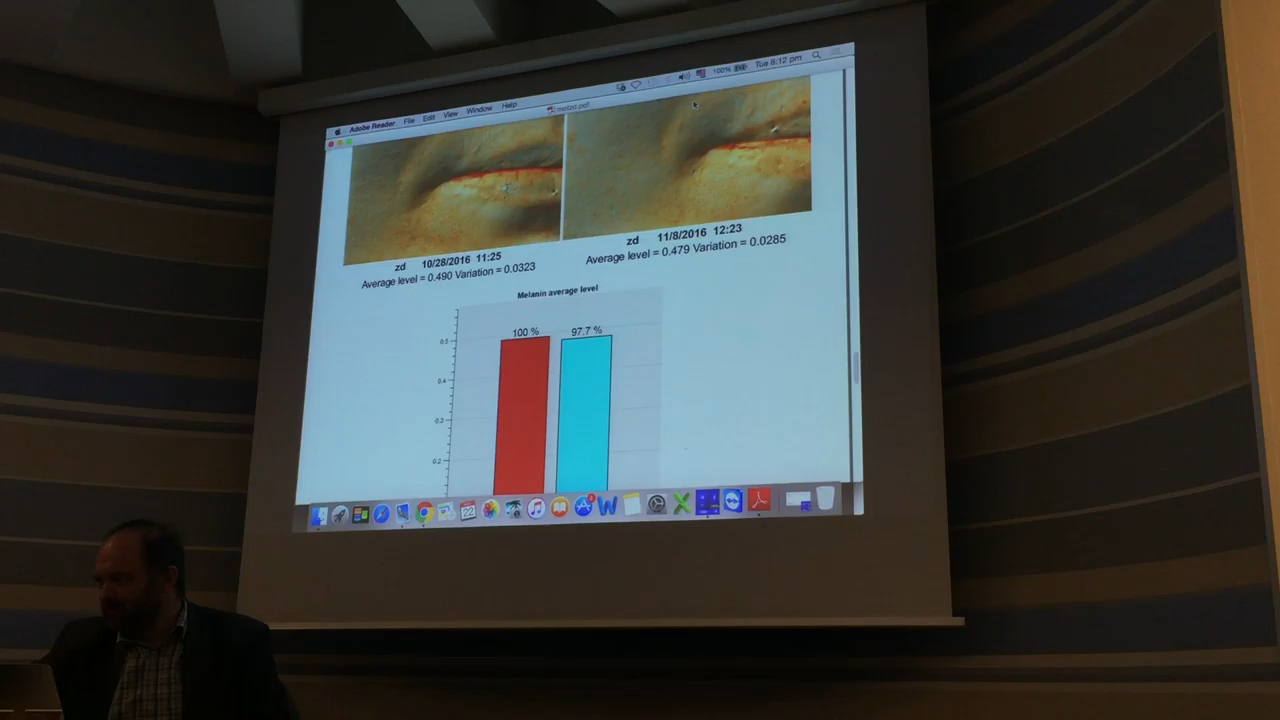 Adobe Reader File Edit View Window Help
100% Tue 8:12 pm
zd 10/28/2016 11:25
Average level = 0.490 Variation = 0.0323
zd 11/8/2016 12:23
Average level = 0.479 Variation = 0.0285
Melanin average level
100 %
97.7 %
0.5
0.4
0.3
0.2
22
W